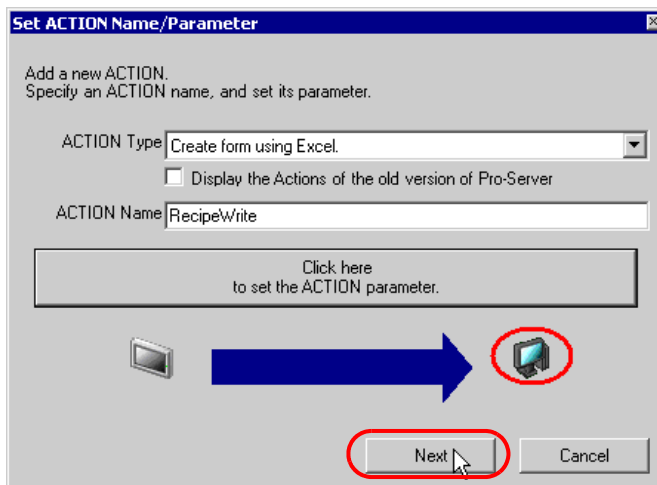 Set ACTION Name/Parameter
Add a new ACTION.
Specify an ACTION name, and set its parameter.
ACTION Type Create form using Excel.
Display the Actions of the old version of Pro-Server
ACTION Name RecipeWrite
Click here
to set the ACTION parameter.
Next Cancel